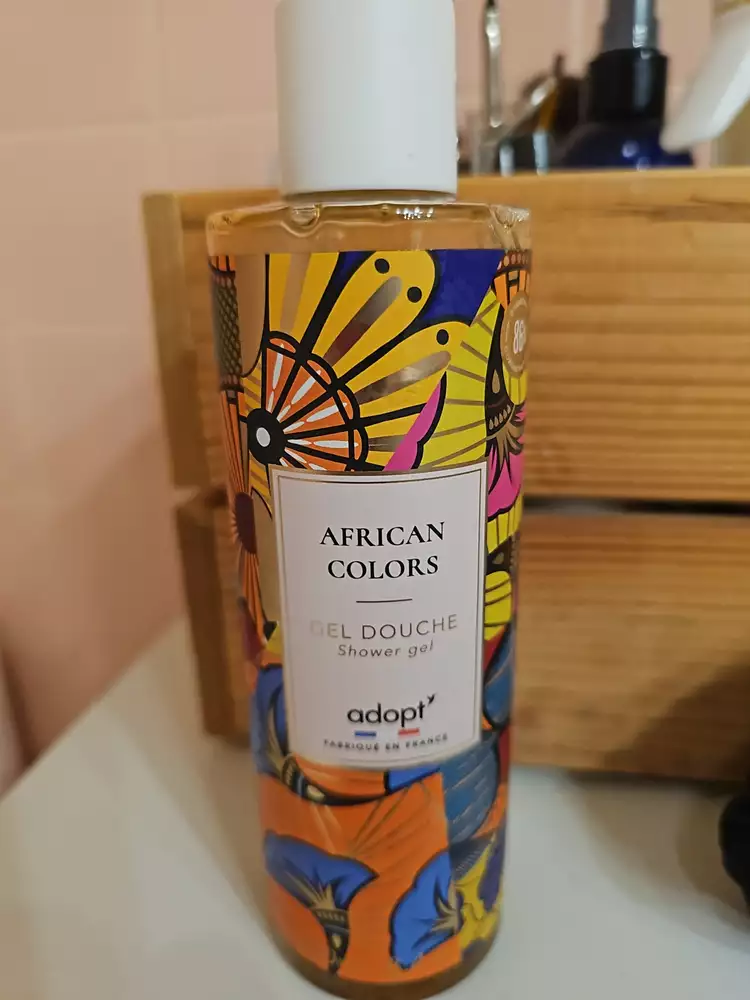 AFRICAN
COLORS
GEL DOUCHE
Shower gel
adopt'
FABRIQUÉ EN FRANCE